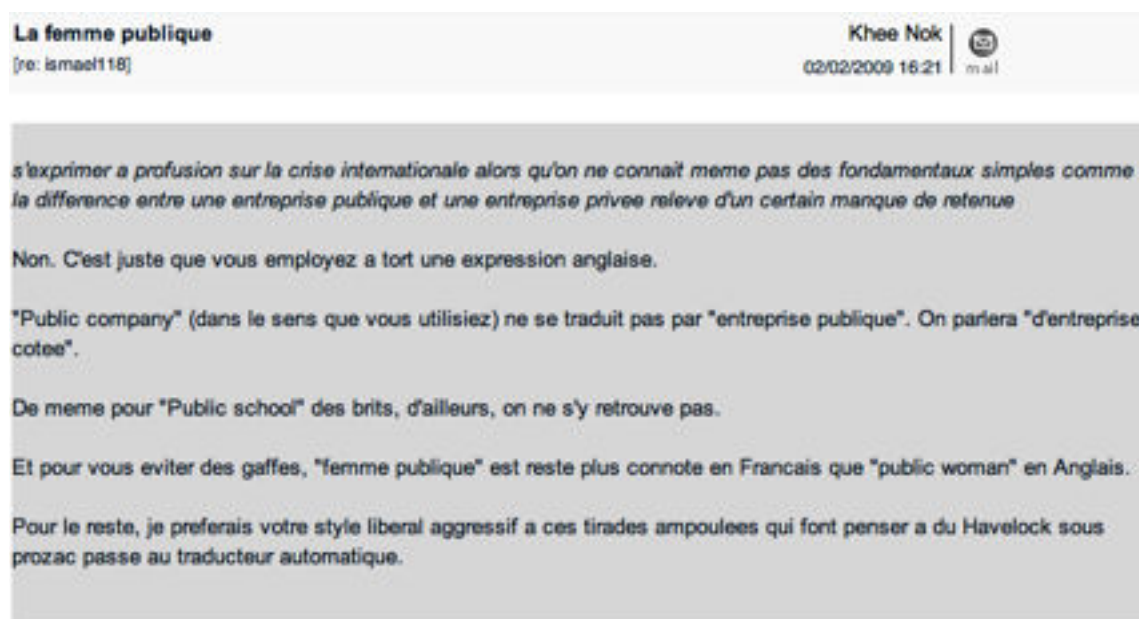 La femme publique
Khee Nok
[re: ismael118]
02/02/2009 16:21
mail
s'exprimer a profusion sur la crise internationale alors qu'on ne connait meme pas des fondamentaux simples comme
la difference entre une entreprise publique et une entreprise privee releve d'un certain manque de retenue
Non. C'est juste que vous employez a tort une expression anglaise.
"Public company" (dans le sens que vous utilisiez) ne se traduit pas par "entreprise publique". On parlera "d'entreprise
cotee".
De meme pour "Public school" des brits, d'ailleurs, on ne s'y retrouve pas.
Et pour vous eviter des gaffes, "femme publique" est reste plus connote en Francais que "public woman" en Anglais.
Pour le reste, je preferais votre style liberal aggressif a ces tirades ampoulees qui font penser a du Havelock sous
prozac passe au traducteur automatique.